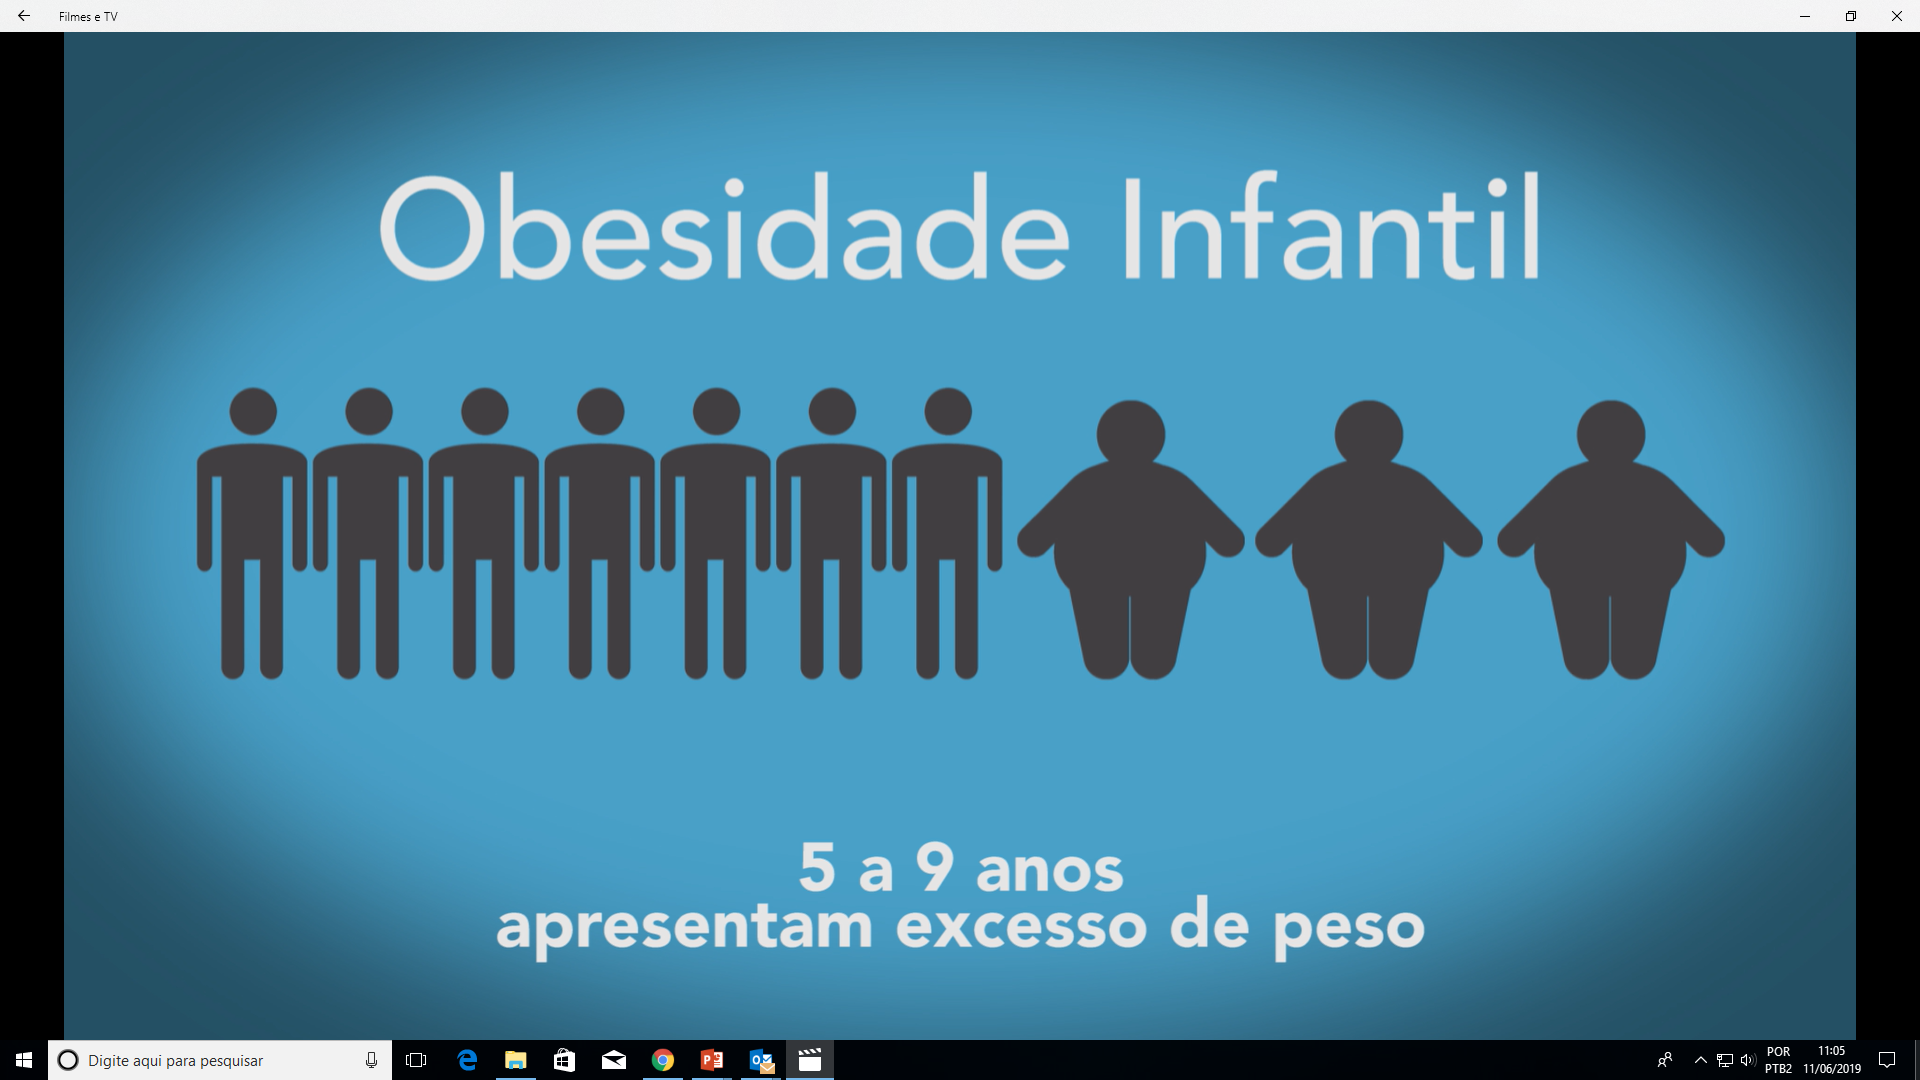 Filmes e TV
Obesidade Infantil
5 a 9 anos
apresentam excesso de peso
Digite aqui para pesquisar
POR
PTB2
11:05
11/06/2019